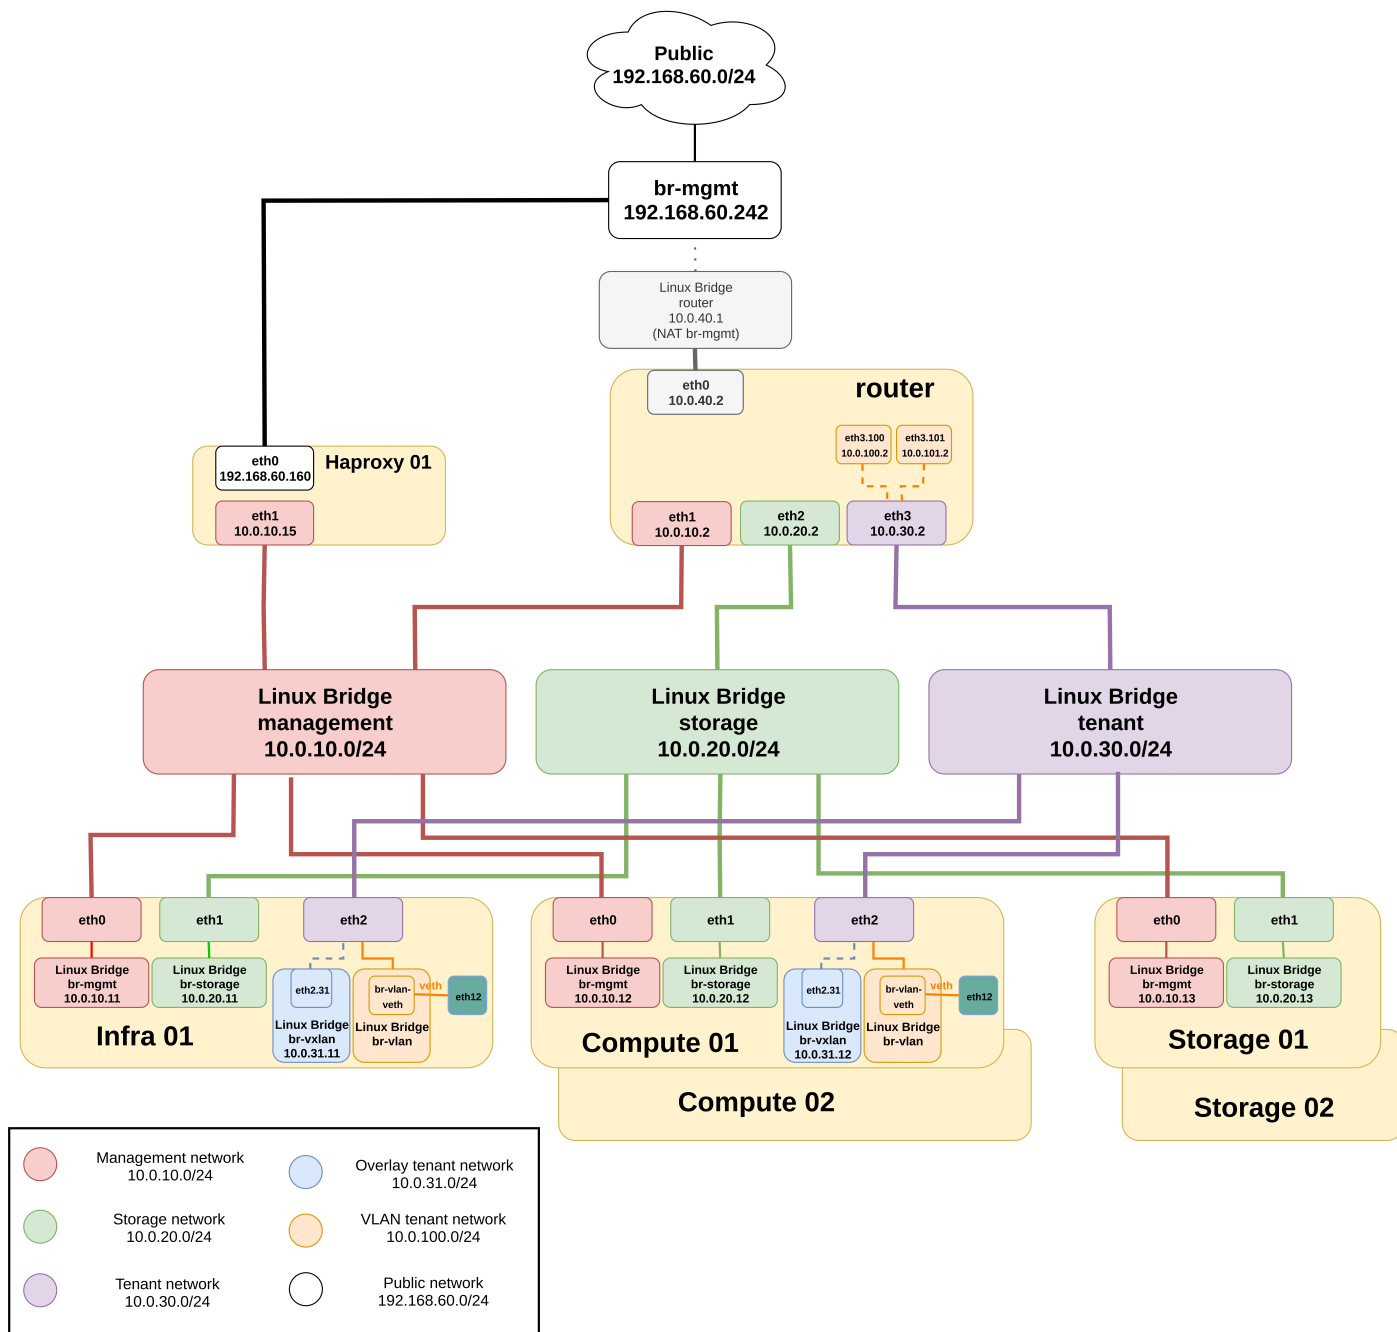 Public
192.168.60.0/24
br-mgmt
192.168.60.242
Linux Bridge
router
10.0.40.1
(NAT br-mgmt)
eth0
10.0.40.2
router
eth3.100
10.0.100.2
eth3.101
10.0.101.2
eth0
192.168.60.160
Haproxy 01
eth1
10.0.10.15
eth1
10.0.10.2
eth2
10.0.20.2
eth3
10.0.30.2
Linux Bridge
management
10.0.10.0/24
Linux Bridge
storage
10.0.20.0/24
Linux Bridge
tenant
10.0.30.0/24
eth0
eth1
eth2
Linux Bridge
br-mgmt
10.0.10.11
Linux Bridge
br-storage
10.0.20.11
eth2.31
Linux Bridge
br-vxlan
10.0.31.11
br-vlan-
veth
Linux Bridge
br-vlan
veth
eth12
Infra 01
eth0
eth1
eth2
Linux Bridge
br-mgmt
10.0.10.12
Linux Bridge
br-storage
10.0.20.12
eth2.31
Linux Bridge
br-vxlan
10.0.31.12
br-vlan-
veth
Linux Bridge
br-vlan
veth
eth12
Compute 01
Compute 02
eth0
eth1
Linux Bridge
br-mgmt
10.0.10.13
Linux Bridge
br-storage
10.0.20.13
Storage 01
Storage 02
Management network
10.0.10.0/24
Overlay tenant network
10.0.31.0/24
Storage network
10.0.20.0/24
VLAN tenant network
10.0.100.0/24
Tenant network
10.0.30.0/24
Public network
192.168.60.0/24